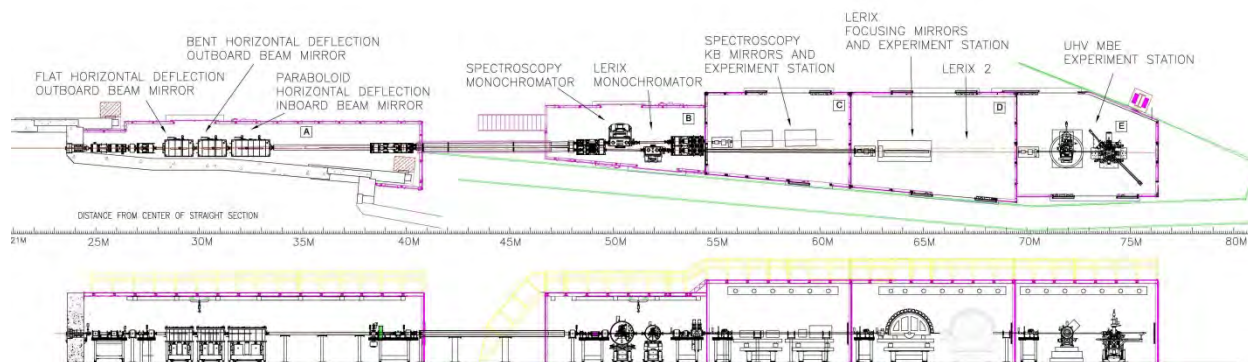 BENT HORIZONTAL DEFLECTION
OUTBOARD BEAM MIRROR
FLAT HORIZONTAL DEFLECTION
OUTBOARD BEAM MIRROR
PARABOLOID
HORIZONTAL DEFLECTION
INBOARD BEAM MIRROR
SPECTROSCOPY
MONOCHROMATOR
LERIX
MONOCHROMATOR
SPECTROSCOPY
KB MIRRORS AND
EXPERIMENT STATION
LERIX
FOCUSING MIRRORS
AND EXPERIMENT STATION
LERIX 2
UHV MBE
EXPERIMENT STATION
A
B
C
D
E
DISTANCE FROM CENTER OF STRAIGHT SECTION
21M 25M 30M 35M 40M 45M 50M 55M 60M 65M 70M 75M 80M